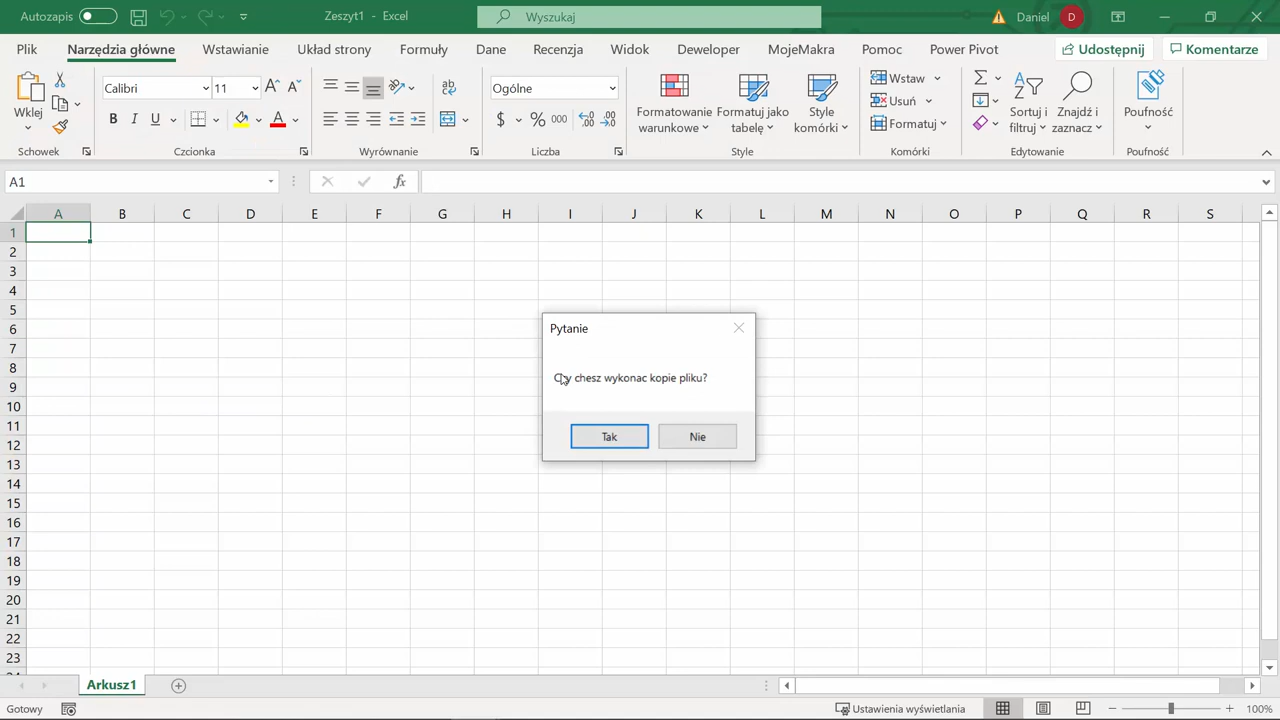 Autozapis
Zeszyt1 - Excel
Wyszukaj
Daniel
D
Plik
Narzędzia główne
Wstawianie
Układ strony
Formuły
Dane
Recenzja
Widok
Deweloper
MojeMakra
Pomoc
Power Pivot
Udostępnij
Komentarze
Wklej
Calibri
11
B I U
Ogólne
$ % 000
Formatowanie
warunkowe
Formatuj jako
tabelę
Style
komórki
Wstaw
Usuń
Formatuj
Sortuj i
filtruj
Znajdź i
zaznacz
Poufność
Schowek
Czcionka
Wyrównanie
Liczba
Style
Komórki
Edytowanie
Poufność
A1
fx
A B C D E F G H I J K L M N O P Q R S
1
2
3
4
5
6
7
8
9
10
11
12
13
14
15
16
17
18
19
20
21
22
23
Pytanie
Czy chesz wykonac kopie pliku?
Tak
Nie
Arkusz1
Gotowy
Ustawienia wyświetlania
100%